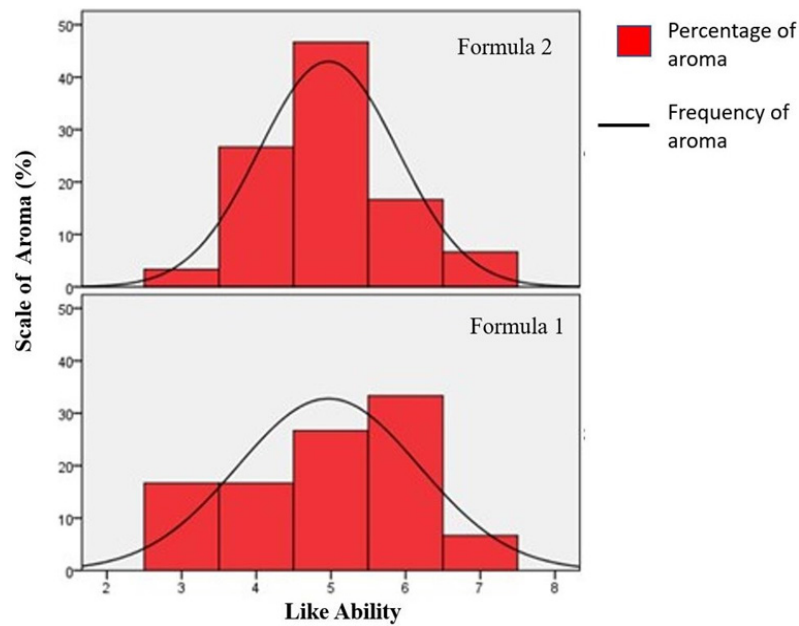 Formula 2
50
40
30
20
10
0
Formula 1
50
40
30
20
10
0
2 3 4 5 6 7 8
Like Ability
Scale of Aroma (%)
Percentage of
aroma
Frequency of
aroma